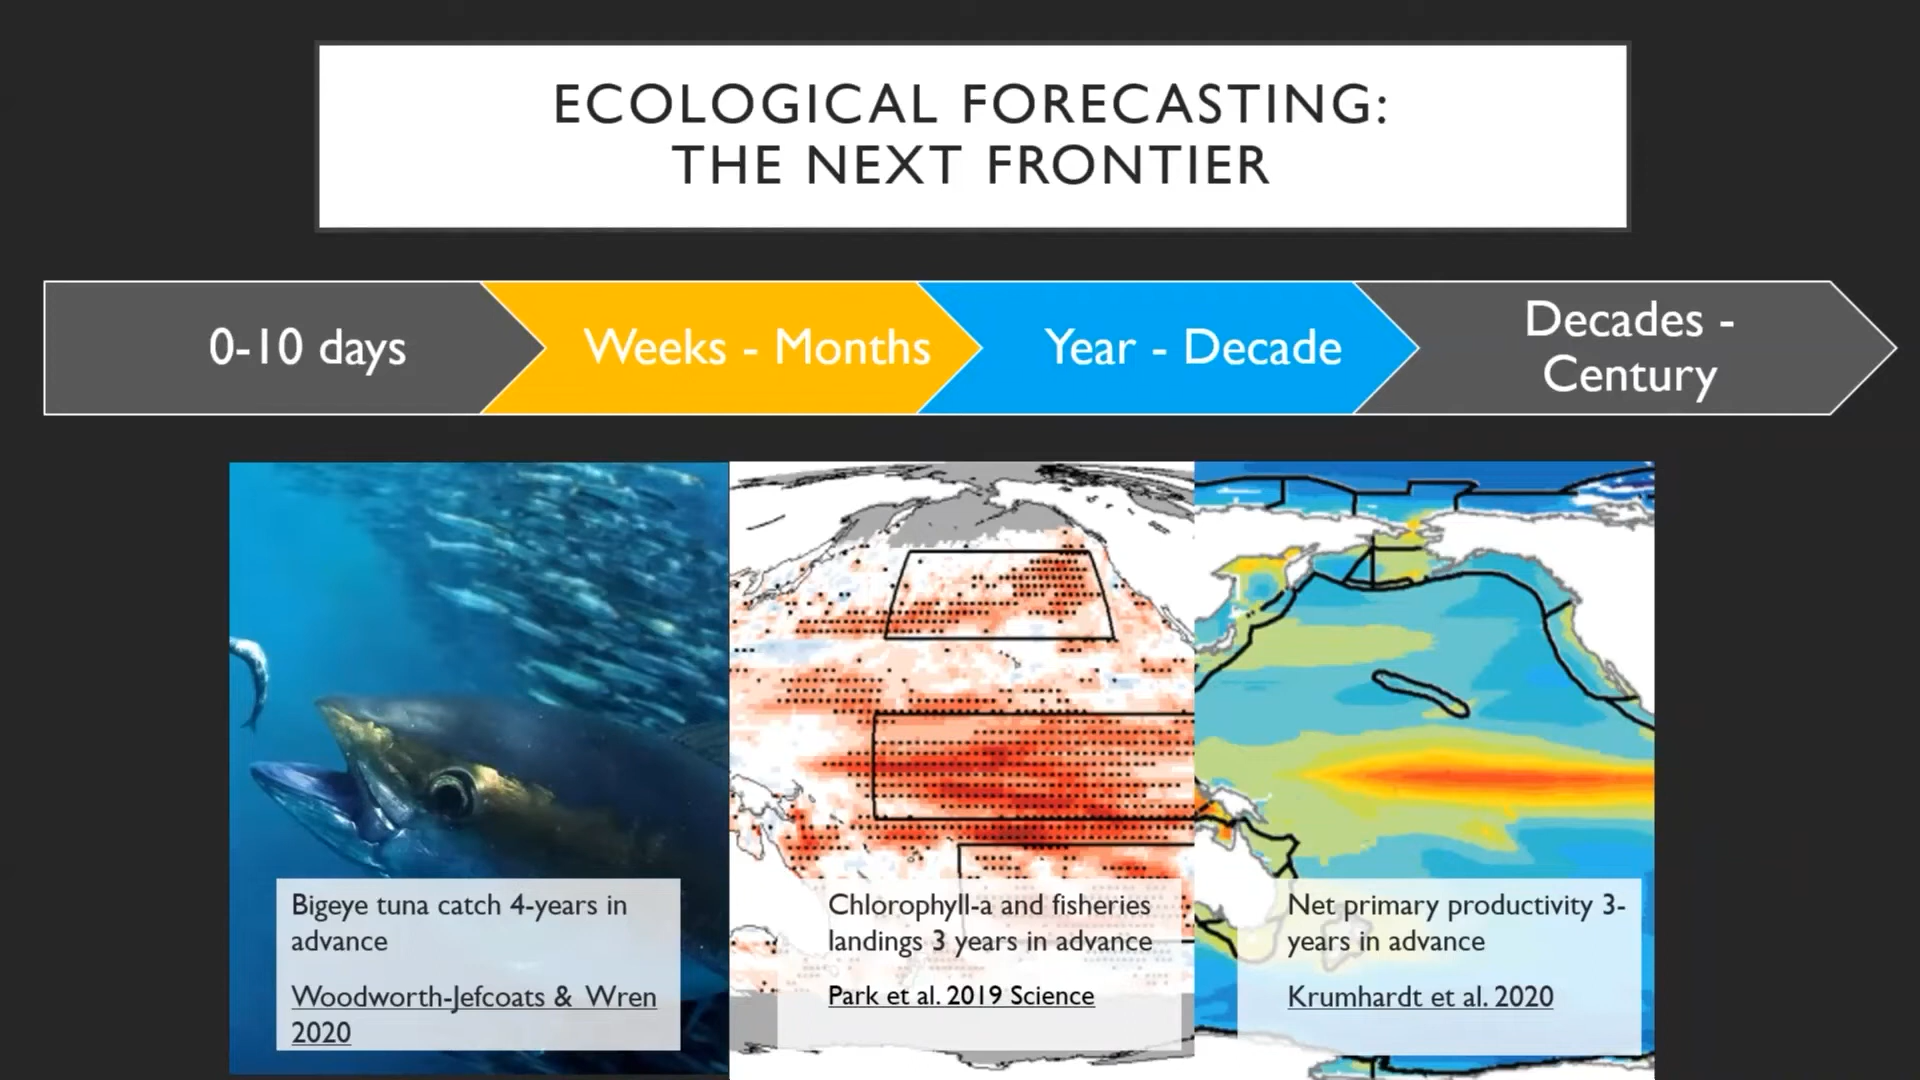 ECOLOGICAL FORECASTING:
THE NEXT FRONTIER
0-10 days
Weeks - Months
Year - Decade
Decades -
Century
Bigeye tuna catch 4-years in
advance
Woodworth-Jefcoats & Wren
2020
Chlorophyll-a and fisheries
landings 3 years in advance
Park et al. 2019 Science
Net primary productivity 3-
years in advance
Krumhardt et al. 2020